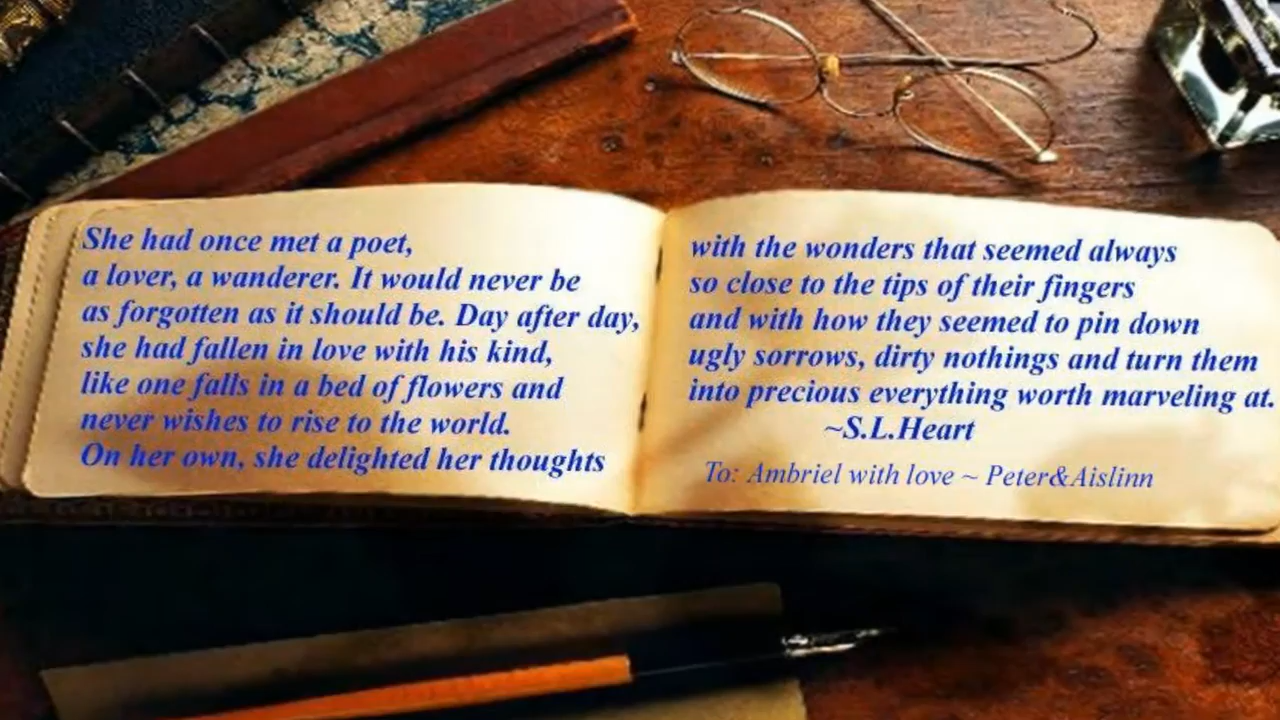 She had once met a poet,
a lover, a wanderer. It would never be
as forgotten as it should be. Day after day,
she had fallen in love with his kind,
like one falls in a bed of flowers and
never wishes to rise to the world.
On her own, she delighted her thoughts
with the wonders that seemed always
so close to the tips of their fingers
and with how they seemed to pin down
ugly sorrows, dirty nothings and turn them
into precious everything worth marveling at.
~S.L.Heart
To: Ambriel with love ~ Peter&Aislinn